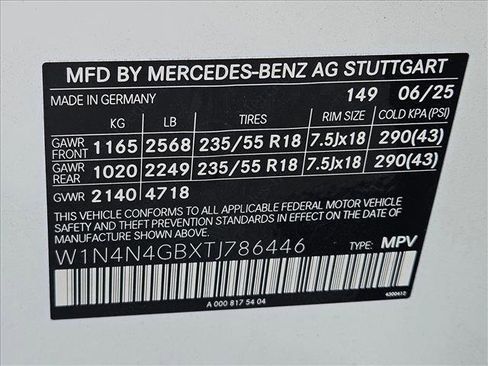 MFD BY MERCEDES-BENZ AG STUTTGART
MADE IN GERMANY 149 06/25
KG LB TIRES RIM SIZE COLD KPA (PSI)
GAWR FRONT 1165 2568 235/55 R18 7.5Jx18 290(43)
GAWR REAR 1020 2249 235/55 R18 7.5Jx18 290(43)
GVWR 2140 4718
THIS VEHICLE CONFORMS TO ALL APPLICABLE FEDERAL MOTOR VEHICLE
SAFETY AND THEFT PREVENTION STANDARDS IN EFFECT ON THE DATE OF
MANUFACTURE SHOWN ABOVE.
W1N4N4GBXTJ786446 TYPE: MPV
A 000 817 54 04